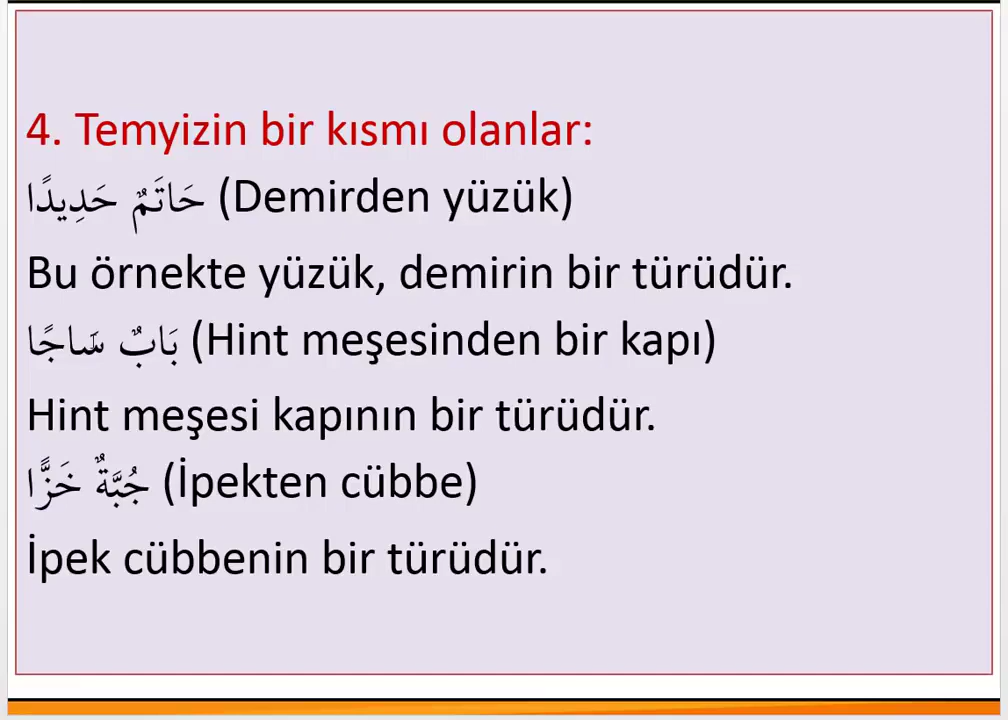 4. Temyizin bir kısmı olanlar:
حَاتَمٌ حَدِيدًا (Demirden yüzük)
Bu örnekte yüzük, demirin bir türüdür.
بَابٌ سَّاجًا (Hint meşesinden bir kapı)
Hint meşesi kapının bir türüdür.
جُبَّةٌ خَزًّا (İpekten cübbe)
İpek cübbenin bir türüdür.